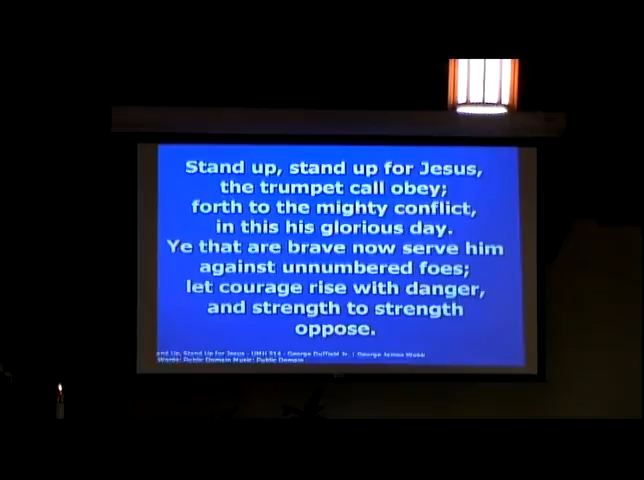 Stand up, stand up for Jesus,
the trumpet call obey;
forth to the mighty conflict,
in this his glorious day.
Ye that are brave now serve him
against unnumbered foes;
let courage rise with danger,
and strength to strength
oppose.
and Up, Stand Up for Jesus - UMH 514 - George Duffield Jr. | George James Webb
Words: Public Domain Music: Public Domain